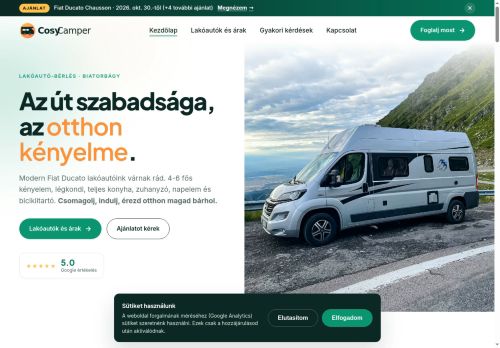 AJÁNLAT Fiat Ducato Chausson · 2026. okt. 30.-tól (+4 további ajánlat) Megnézem →
CosyCamper
Kezdőlap
Lakóautók és árak
Gyakori kérdések
Kapcsolat
Foglalj most →
LAKÓAUTÓ-BÉRLÉS · BIATORBÁGY
Az út szabadsága,
az otthon
kényelme.
Modern Fiat Ducato lakóautóink várnak rád. 4-6 fős
kényelem, légkondi, teljes konyha, zuhanyzó, napelem és
biciklitartó. Csomagolj, indulj, érezd otthon magad bárhol.
Lakóautók és árak →
Ajánlatot kérek
★★★★★ 5.0
Google értékelés
Sütiket használunk
A weboldal forgalmának méréséhez (Google Analytics)
sütiket szeretnénk használni. Ezek csak a hozzájárulásod
után aktiválódnak.
Elutasítom
Elfogadom